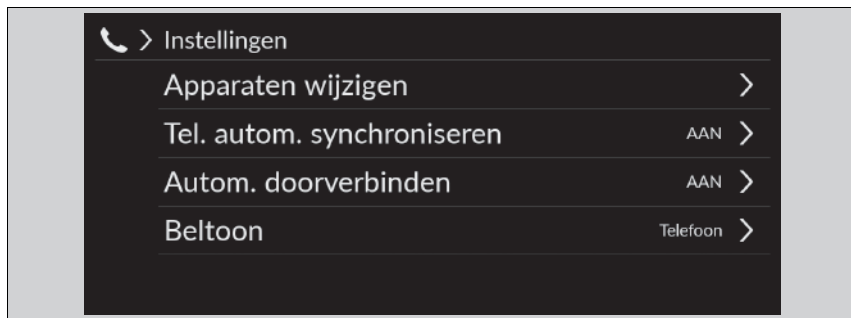 Instellingen
Apparaten wijzigen
Tel. autom. synchroniseren AAN
Autom. doorverbinden AAN
Beltoon Telefoon